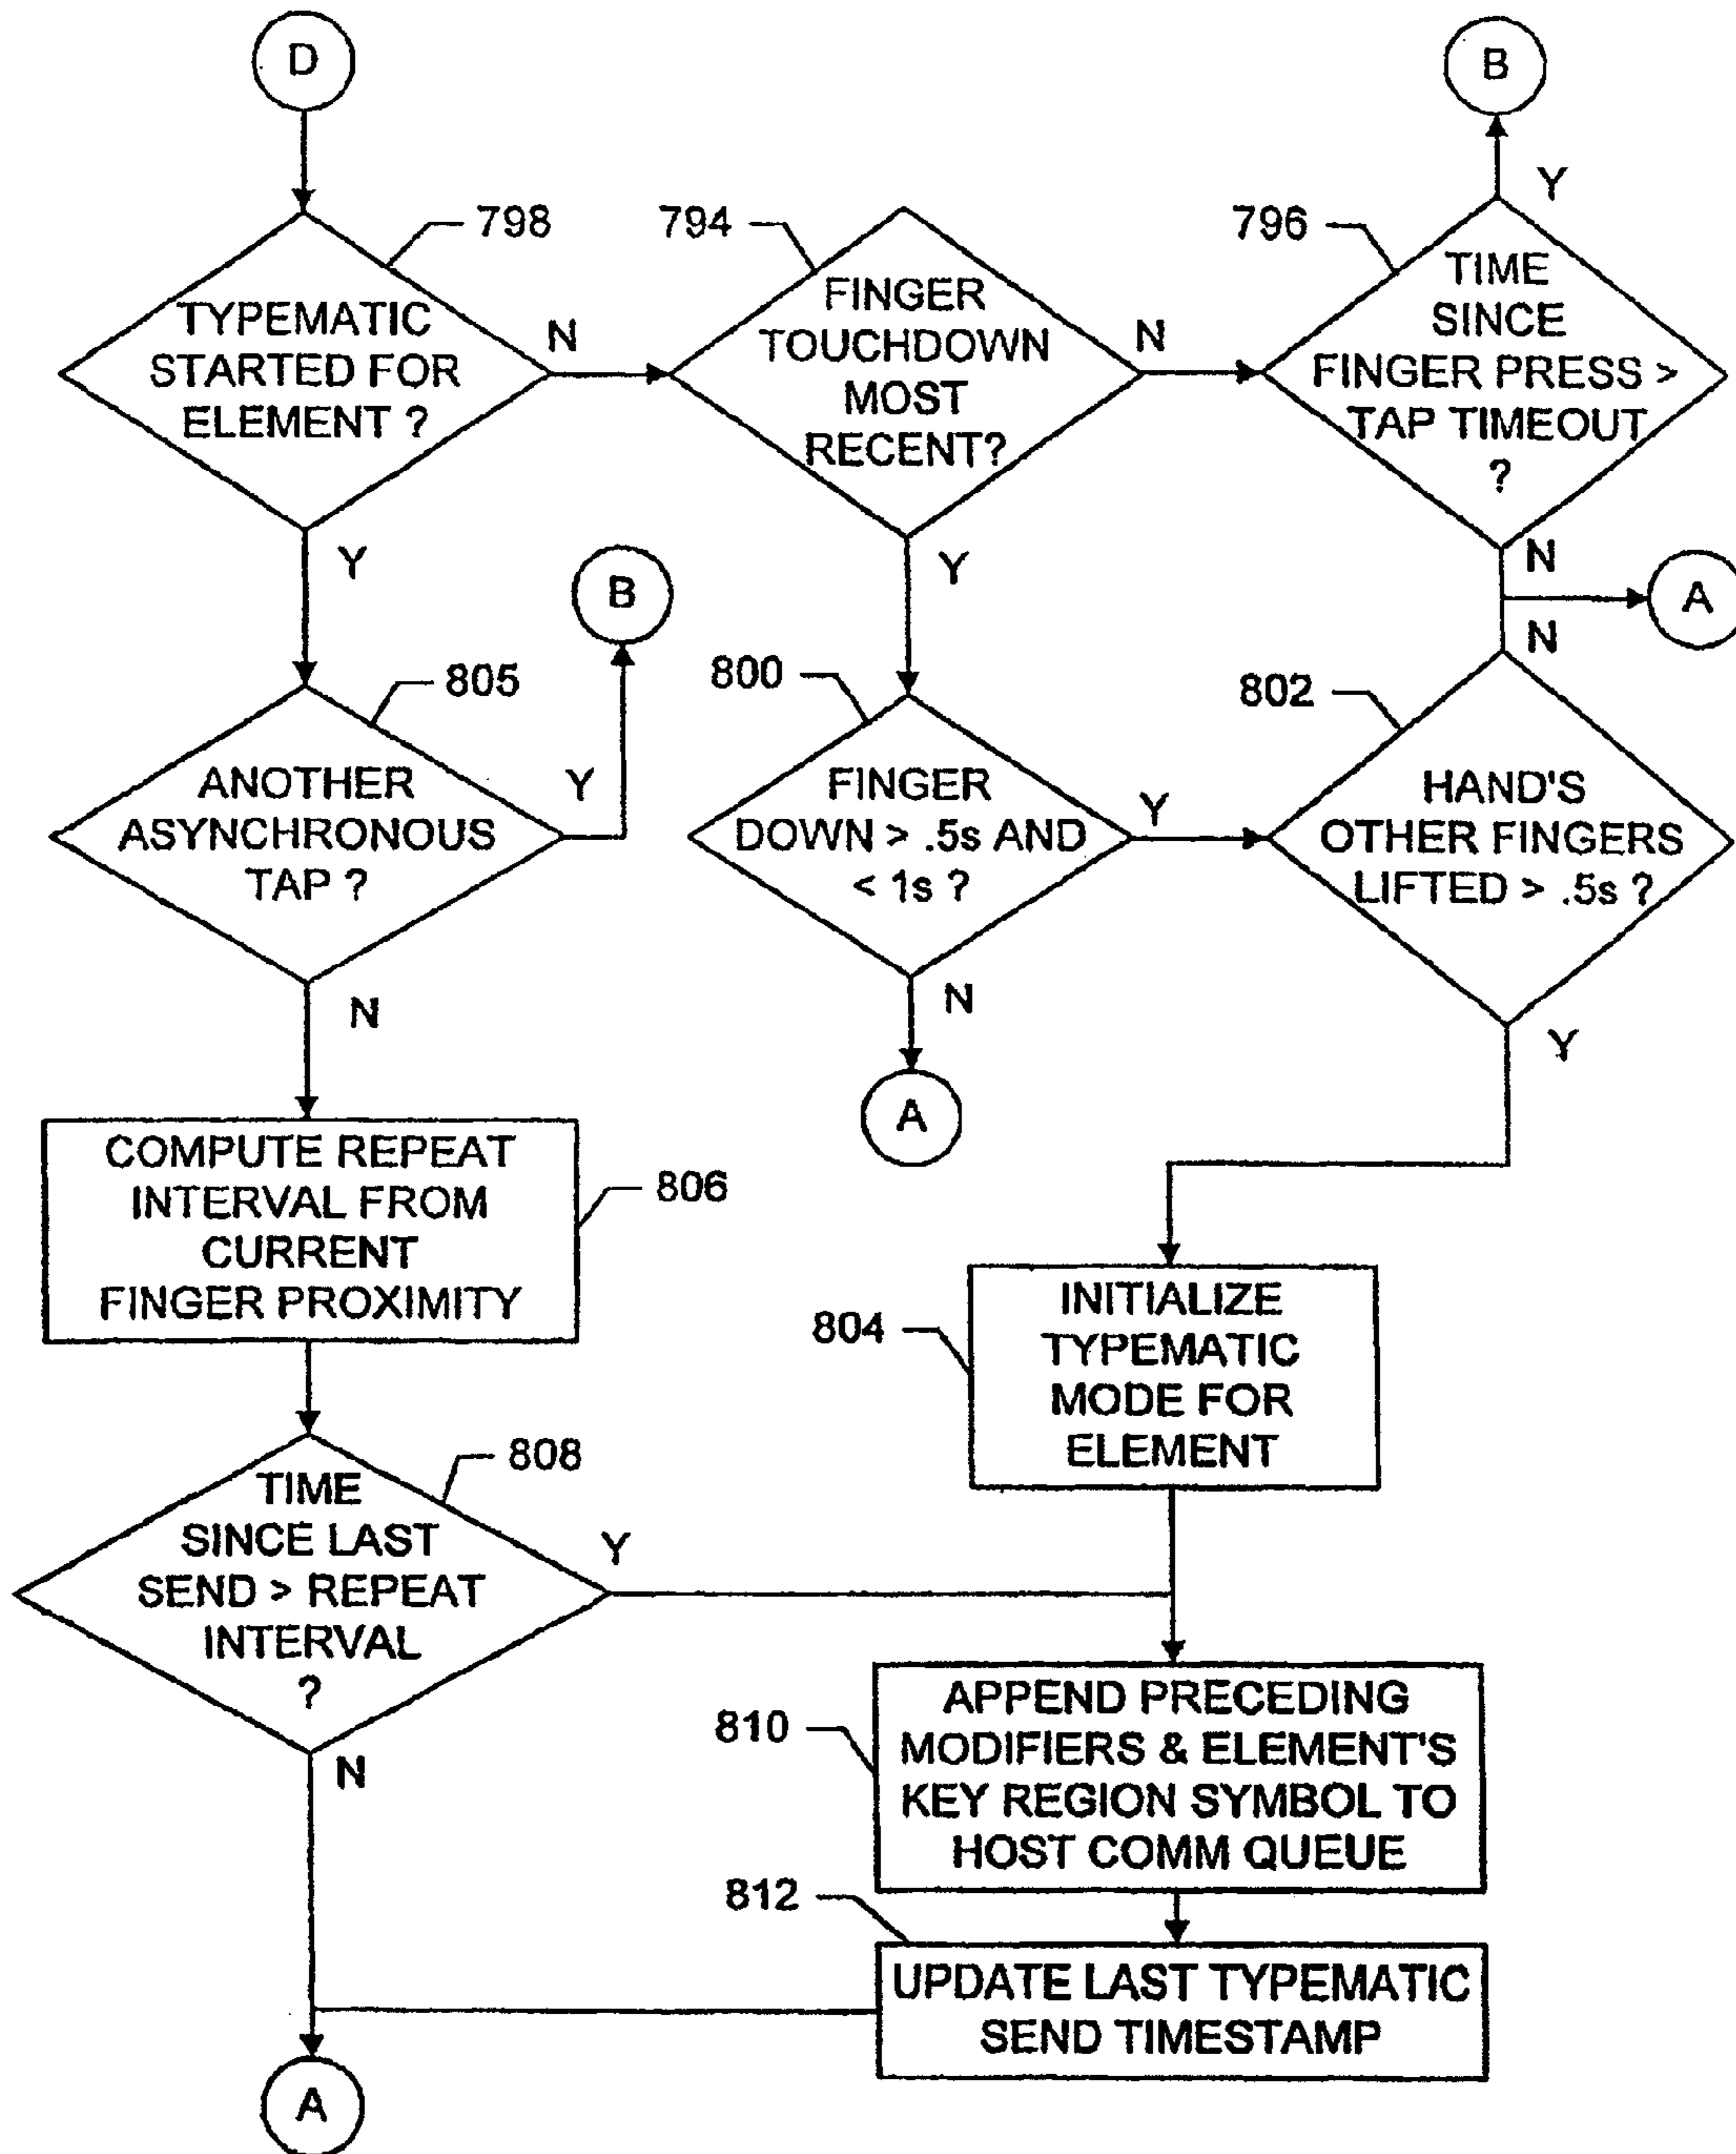 D
B
798
794
796
TYPEMATIC
STARTED FOR
ELEMENT ?
N
Y
FINGER
TOUCHDOWN
MOST
RECENT?
N
Y
TIME
SINCE
FINGER PRESS >
TAP TIMEOUT
?
Y
N
A
N
B
805
800
802
ANOTHER
ASYNCHRONOUS
TAP ?
Y
N
FINGER
DOWN > .5s AND
< 1s ?
Y
N
A
HAND'S
OTHER FINGERS
LIFTED > .5s ?
Y
COMPUTE REPEAT
INTERVAL FROM
CURRENT
FINGER PROXIMITY
806
804
INITIALIZE
TYPEMATIC
MODE FOR
ELEMENT
808
TIME
SINCE LAST
SEND > REPEAT
INTERVAL
?
Y
N
810
APPEND PRECEDING
MODIFIERS & ELEMENT'S
KEY REGION SYMBOL TO
HOST COMM QUEUE
812
UPDATE LAST TYPEMATIC
SEND TIMESTAMP
A